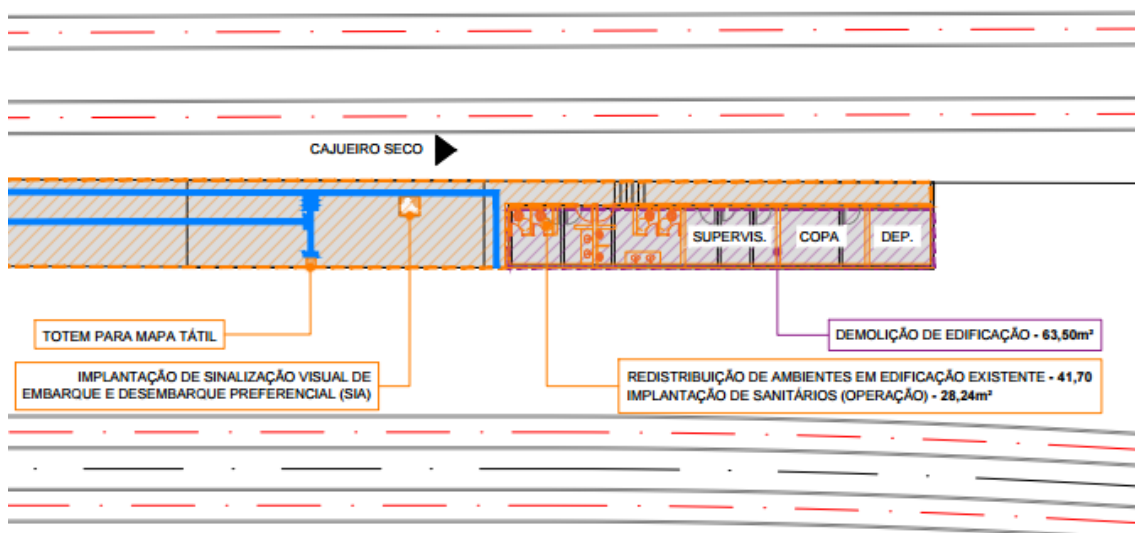 CAJUEIRO SECO
SUPERVIS.
COPA
DEP.
TOTEM PARA MAPA TÁTIL
DEMOLIÇÃO DE EDIFICAÇÃO - 63,50m²
IMPLANTAÇÃO DE SINALIZAÇÃO VISUAL DE
EMBARQUE E DESEMBARQUE PREFERENCIAL (SIA)
REDISTRIBUIÇÃO DE AMBIENTES EM EDIFICAÇÃO EXISTENTE - 41,70
IMPLANTAÇÃO DE SANITÁRIOS (OPERAÇÃO) - 28,24m²